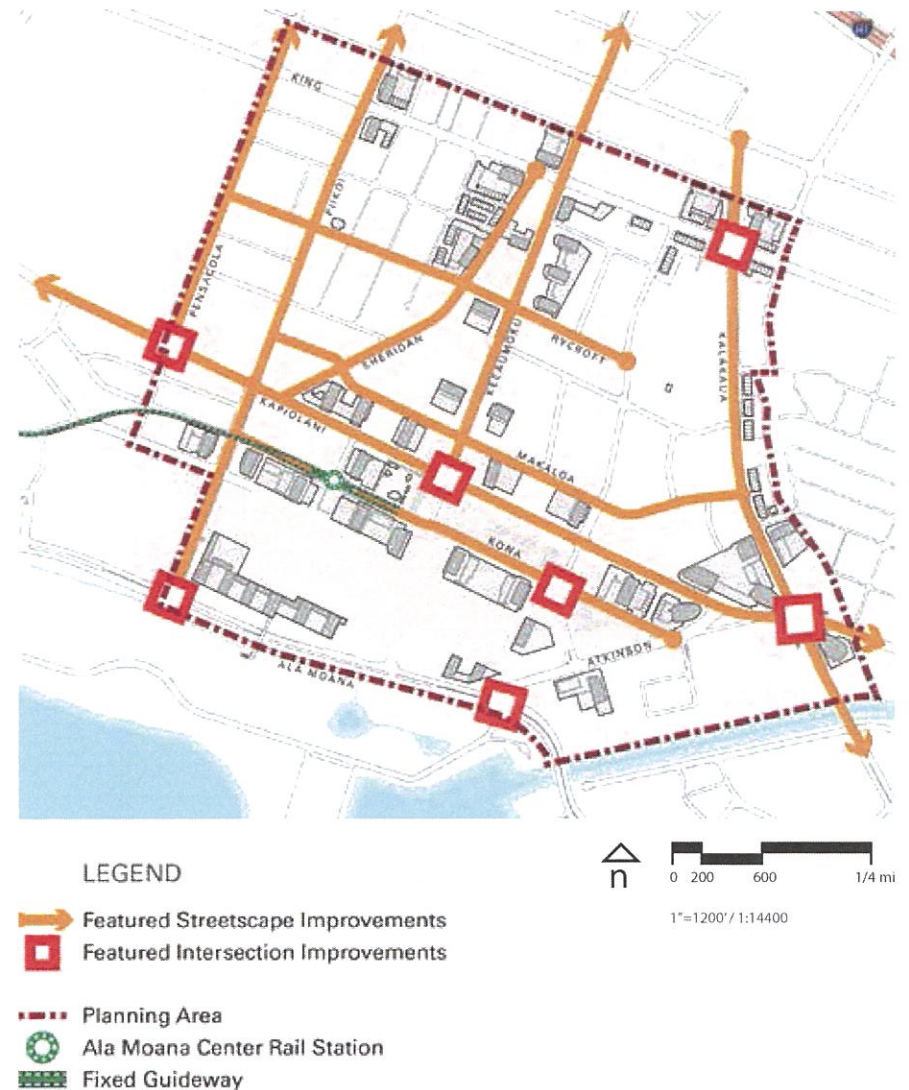 H1
KING
PIIKOI
PENSACOLA
SHERIDAN
RYCROFT
KEEAUMOKU
KALAKAUA
KAPIOLANI
MAKALOA
KONA
ATKINSON
ALA MOANA
LEGEND
Featured Streetscape Improvements
Featured Intersection Improvements
Planning Area
Ala Moana Center Rail Station
Fixed Guideway
n
0 200 600 1/4 mi
1"=1200' / 1:14400